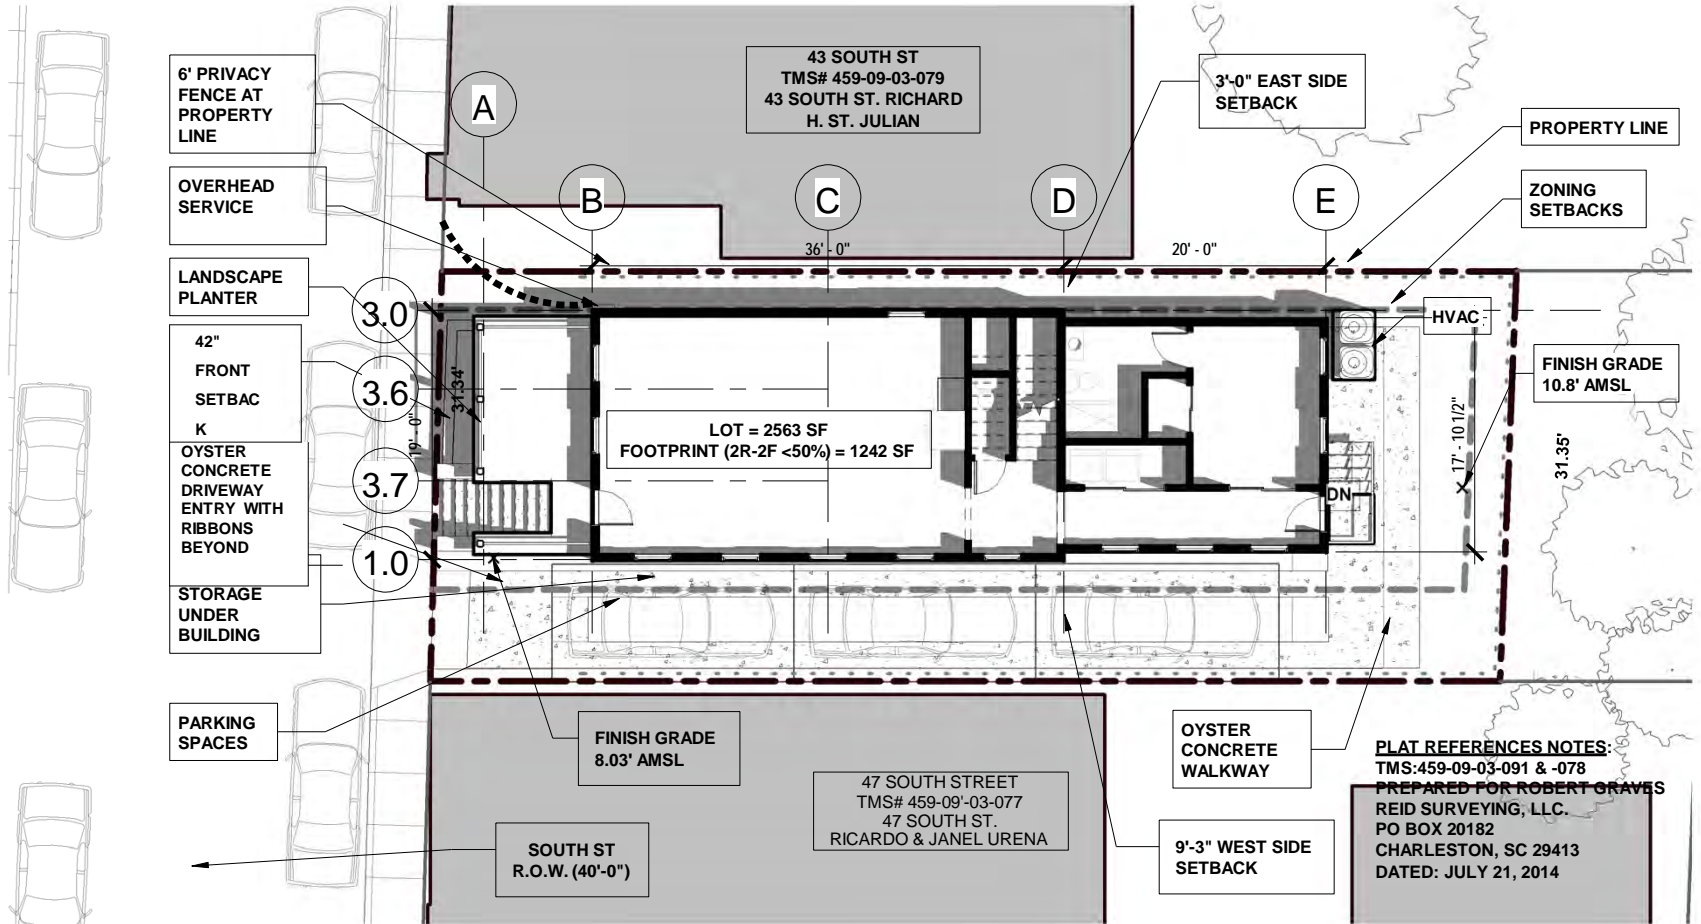 6' PRIVACY
FENCE AT
PROPERTY
LINE
OVERHEAD
SERVICE
LANDSCAPE
PLANTER
42"
FRONT
SETBAC
K
OYSTER
CONCRETE
DRIVEWAY
ENTRY WITH
RIBBONS
BEYOND
STORAGE
UNDER
BUILDING
PARKING
SPACES
A
B
C
D
E
43 SOUTH ST
TMS# 459-09-03-079
43 SOUTH ST. RICHARD
H. ST. JULIAN
3'-0" EAST SIDE
SETBACK
PROPERTY LINE
ZONING
SETBACKS
36' - 0"
20' - 0"
3.0
3.6
3.7
1.0
31.34'
19' - 0"
HVAC
FINISH GRADE
10.8' AMSL
LOT = 2563 SF
FOOTPRINT (2R-2F <50%) = 1242 SF
DN
17' - 10 1/2"
31.35'
FINISH GRADE
8.03' AMSL
47 SOUTH STREET
TMS# 459-09'-03-077
47 SOUTH ST.
RICARDO & JANEL URENA
SOUTH ST
R.O.W. (40'-0")
OYSTER
CONCRETE
WALKWAY
9'-3" WEST SIDE
SETBACK
PLAT REFERENCES NOTES:
TMS:459-09-03-091 & -078
PREPARED FOR ROBERT GRAVES
REID SURVEYING, LLC.
PO BOX 20182
CHARLESTON, SC 29413
DATED: JULY 21, 2014